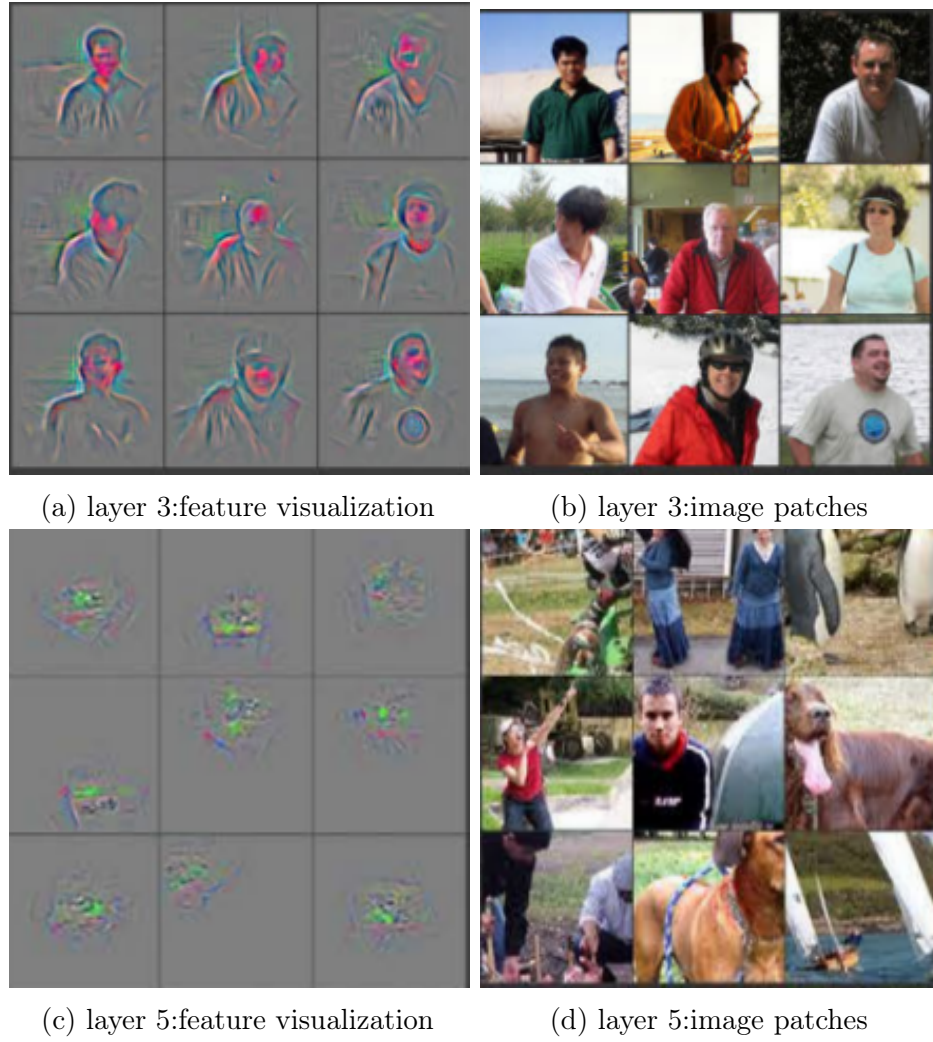 (a) layer 3:feature visualization
(b) layer 3:image patches
(c) layer 5:feature visualization
(d) layer 5:image patches